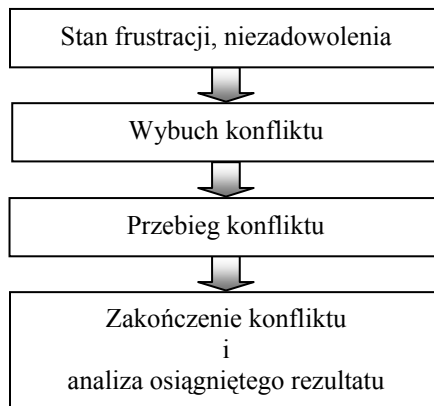 Stan frustracji, niezadowolenia
Wybuch konfliktu
Przebieg konfliktu
Zakończenie konfliktu
i
analiza osiągniętego rezultatu